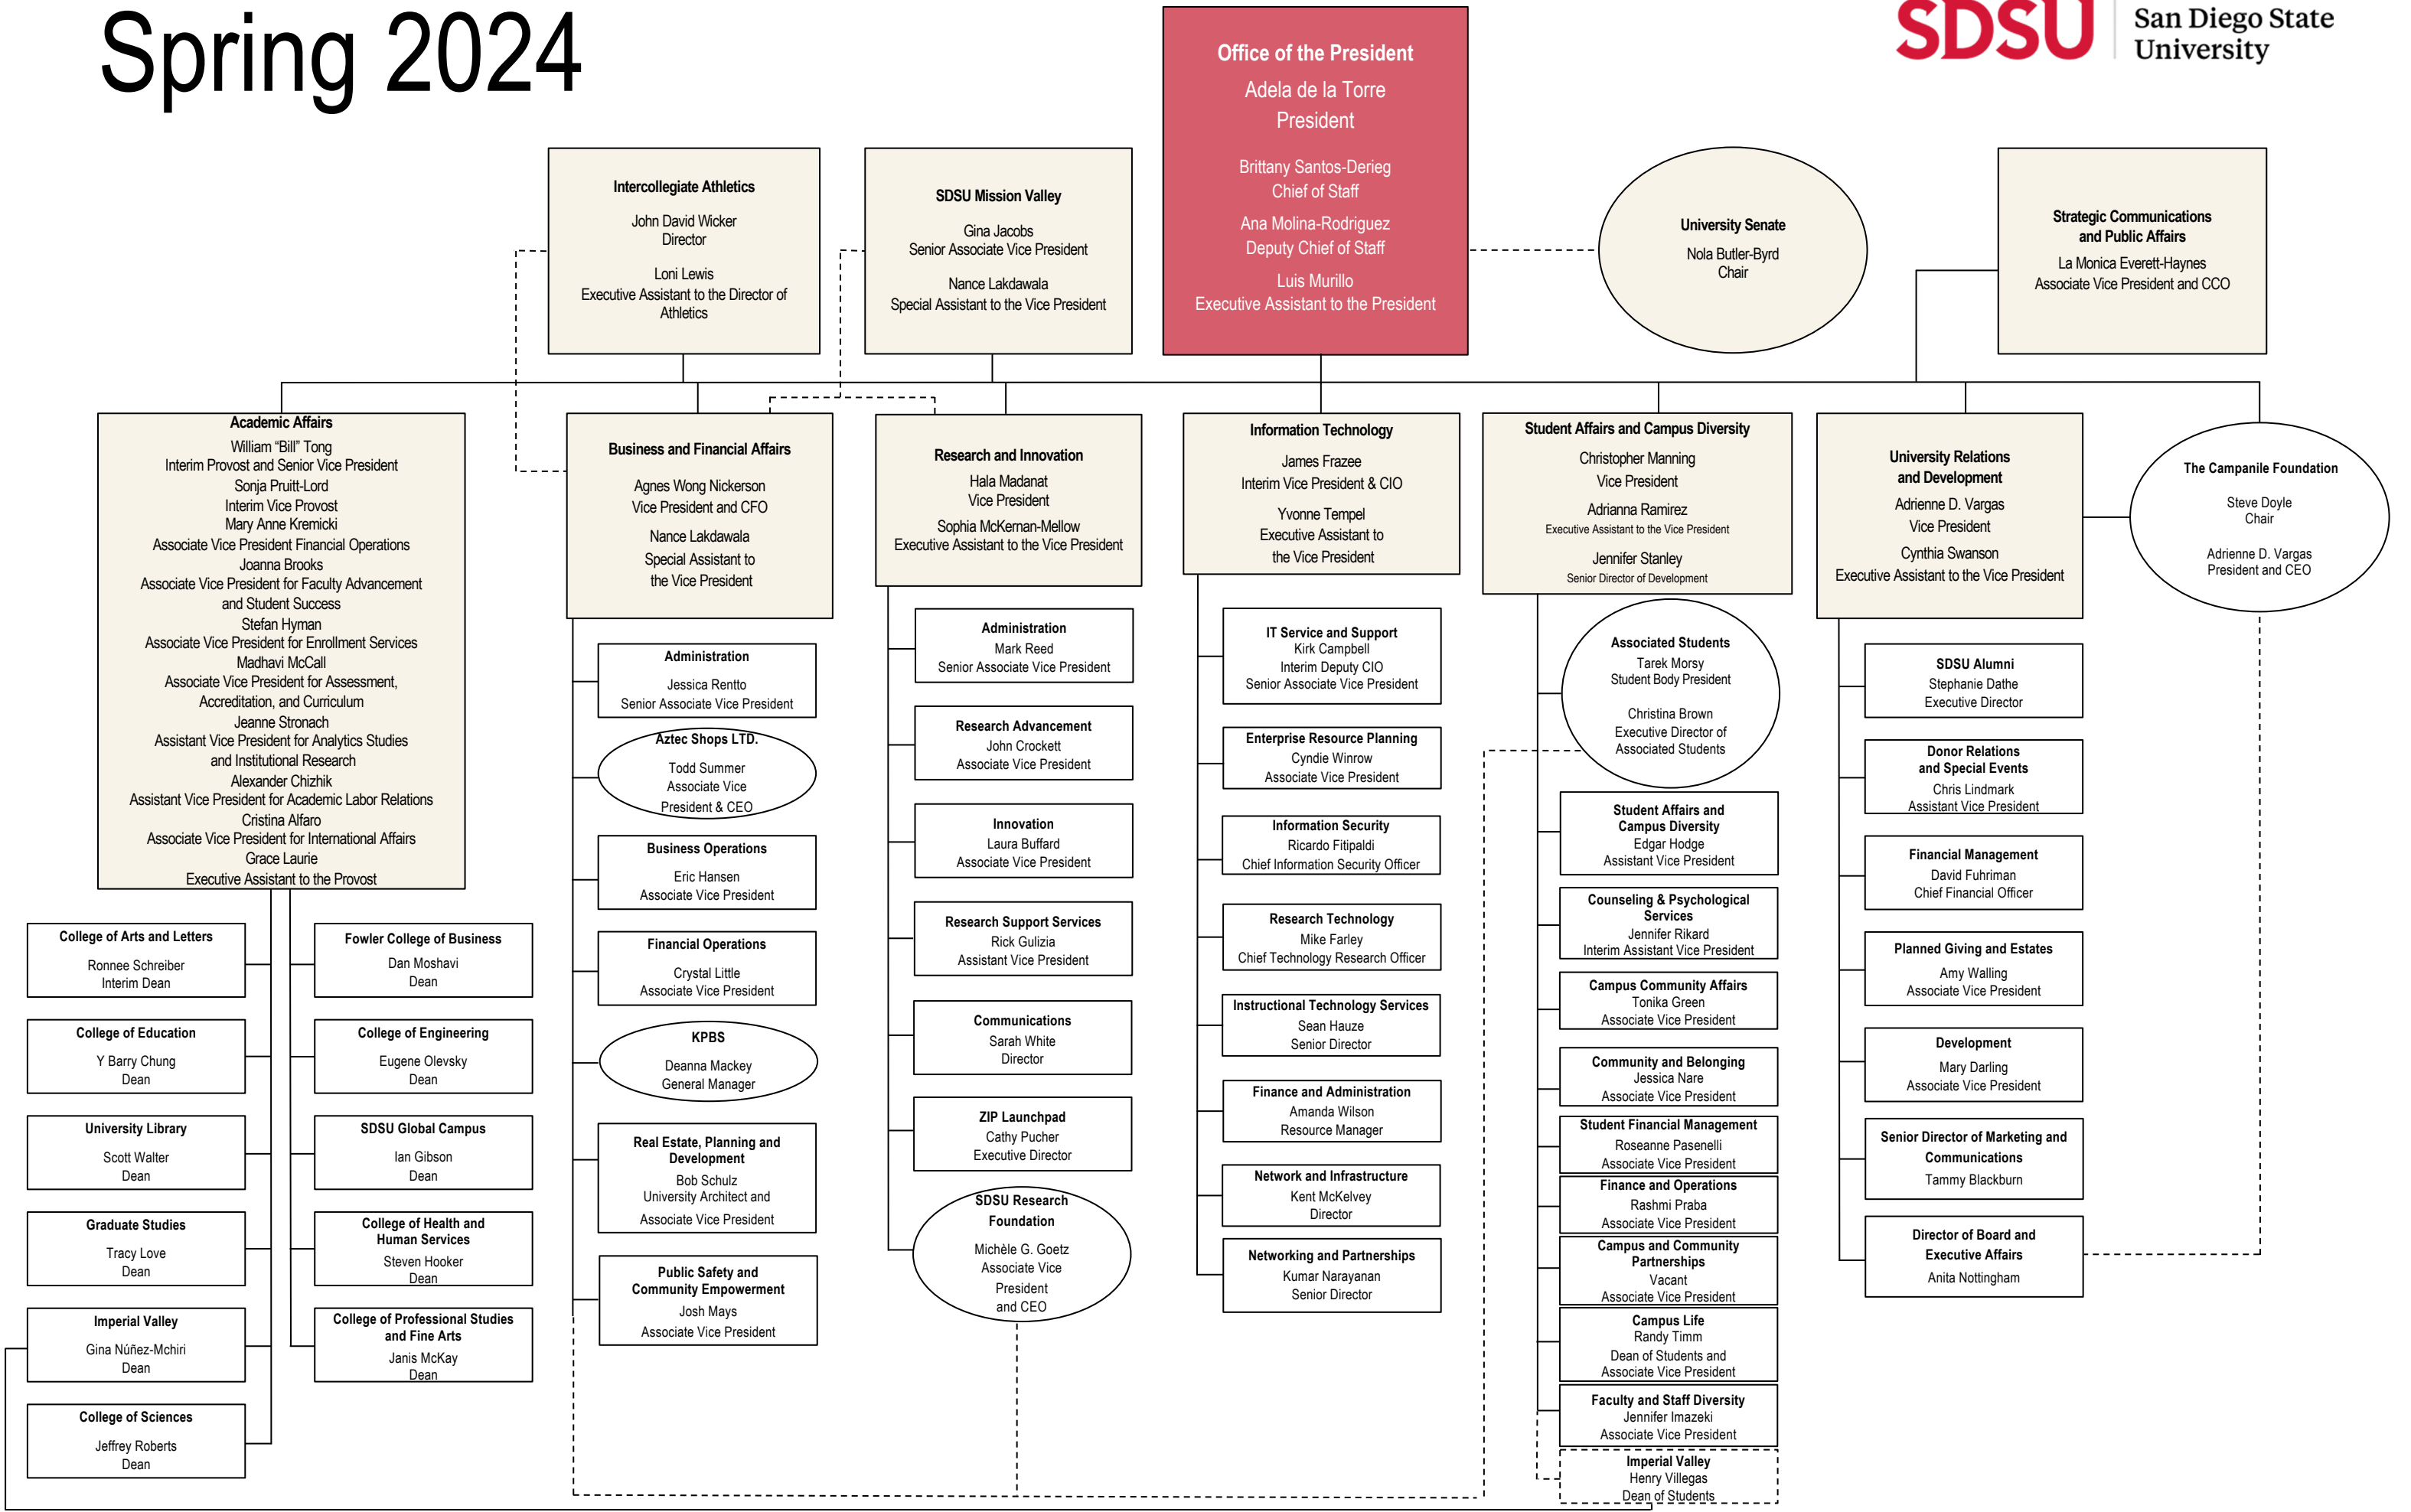 Spring 2024
SDSU
San Diego State
University
Office of the President
Adela de la Torre
President
Brittany Santos-Derieg
Chief of Staff
Ana Molina-Rodriguez
Deputy Chief of Staff
Luis Murillo
Executive Assistant to the President
Intercollegiate Athletics
John David Wicker
Director
Loni Lewis
Executive Assistant to the Director of
Athletics
SDSU Mission Valley
Gina Jacobs
Senior Associate Vice President
Nance Lakdawala
Special Assistant to the Vice President
University Senate
Nola Butler-Byrd
Chair
Strategic Communications
and Public Affairs
La Monica Everett-Haynes
Associate Vice President and CCO
Academic Affairs
William “Bill” Tong
Interim Provost and Senior Vice President
Sonja Pruitt-Lord
Interim Vice Provost
Mary Anne Kremicki
Associate Vice President Financial Operations
Joanna Brooks
Associate Vice President for Faculty Advancement
and Student Success
Stefan Hyman
Associate Vice President for Enrollment Services
Madhavi McCall
Associate Vice President for Assessment,
Accreditation, and Curriculum
Jeanne Stronach
Assistant Vice President for Analytics Studies
and Institutional Research
Alexander Chizhik
Assistant Vice President for Academic Labor Relations
Cristina Alfaro
Associate Vice President for International Affairs
Grace Laurie
Executive Assistant to the Provost
College of Arts and Letters
Ronnee Schreiber
Interim Dean
College of Education
Y Barry Chung
Dean
University Library
Scott Walter
Dean
Graduate Studies
Tracy Love
Dean
Imperial Valley
Gina Núñez-Mchiri
Dean
College of Sciences
Jeffrey Roberts
Dean
Fowler College of Business
Dan Moshavi
Dean
College of Engineering
Eugene Olevsky
Dean
SDSU Global Campus
Ian Gibson
Dean
College of Health and
Human Services
Steven Hooker
Dean
College of Professional Studies
and Fine Arts
Janis McKay
Dean
Business and Financial Affairs
Agnes Wong Nickerson
Vice President and CFO
Nance Lakdawala
Special Assistant to
the Vice President
Administration
Jessica Rentto
Senior Associate Vice President
Aztec Shops LTD.
Todd Summer
Associate Vice
President & CEO
Business Operations
Eric Hansen
Associate Vice President
Financial Operations
Crystal Little
Associate Vice President
KPBS
Deanna Mackey
General Manager
Real Estate, Planning and
Development
Bob Schulz
University Architect and
Associate Vice President
Public Safety and
Community Empowerment
Josh Mays
Associate Vice President
Research and Innovation
Hala Madanat
Vice President
Sophia McKernan-Mellow
Executive Assistant to the Vice President
Administration
Mark Reed
Senior Associate Vice President
Research Advancement
John Crockett
Associate Vice President
Innovation
Laura Buffard
Associate Vice President
Research Support Services
Rick Gulizia
Assistant Vice President
Communications
Sarah White
Director
ZIP Launchpad
Cathy Pucher
Executive Director
SDSU Research
Foundation
Michèle G. Goetz
Associate Vice
President
and CEO
Information Technology
James Frazee
Interim Vice President & CIO
Yvonne Tempel
Executive Assistant to
the Vice President
IT Service and Support
Kirk Campbell
Interim Deputy CIO
Senior Associate Vice President
Enterprise Resource Planning
Cyndie Winrow
Associate Vice President
Information Security
Ricardo Fitipaldi
Chief Information Security Officer
Research Technology
Mike Farley
Chief Technology Research Officer
Instructional Technology Services
Sean Hauze
Senior Director
Finance and Administration
Amanda Wilson
Resource Manager
Network and Infrastructure
Kent McKelvey
Director
Networking and Partnerships
Kumar Narayanan
Senior Director
Student Affairs and Campus Diversity
Christopher Manning
Vice President
Adrianna Ramirez
Executive Assistant to the Vice President
Jennifer Stanley
Senior Director of Development
Associated Students
Tarek Morsy
Student Body President
Christina Brown
Executive Director of
Associated Students
Student Affairs and
Campus Diversity
Edgar Hodge
Assistant Vice President
Counseling & Psychological
Services
Jennifer Rikard
Interim Assistant Vice President
Campus Community Affairs
Tonika Green
Associate Vice President
Community and Belonging
Jessica Nare
Associate Vice President
Student Financial Management
Roseanne Pasenelli
Associate Vice President
Finance and Operations
Rashmi Praba
Associate Vice President
Campus and Community
Partnerships
Vacant
Associate Vice President
Campus Life
Randy Timm
Dean of Students and
Associate Vice President
Faculty and Staff Diversity
Jennifer Imazeki
Associate Vice President
Imperial Valley
Henry Villegas
Dean of Students
University Relations
and Development
Adrienne D. Vargas
Vice President
Cynthia Swanson
Executive Assistant to the Vice President
SDSU Alumni
Stephanie Dathe
Executive Director
Donor Relations
and Special Events
Chris Lindmark
Assistant Vice President
Financial Management
David Fuhriman
Chief Financial Officer
Planned Giving and Estates
Amy Walling
Associate Vice President
Development
Mary Darling
Associate Vice President
Senior Director of Marketing and
Communications
Tammy Blackburn
Director of Board and
Executive Affairs
Anita Nottingham
The Campanile Foundation
Steve Doyle
Chair
Adrienne D. Vargas
President and CEO